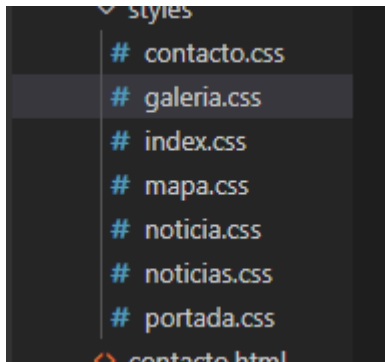 styles
# contacto.css
# galeria.css
# index.css
# mapa.css
# noticia.css
# noticias.css
# portada.css
<> contacto.html